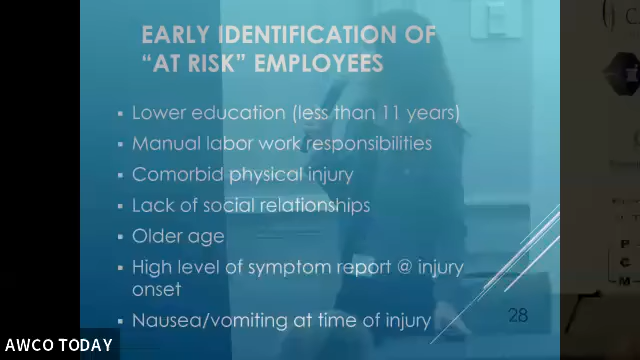 EARLY IDENTIFICATION OF
“AT RISK” EMPLOYEES
▪ Lower education (less than 11 years)
▪ Manual labor work responsibilities
▪ Comorbid physical injury
▪ Lack of social relationships
▪ Older age
▪ High level of symptom report @ injury
onset
▪ Nausea/vomiting at time of injury
28
E
P
C
M
AWCO TODAY